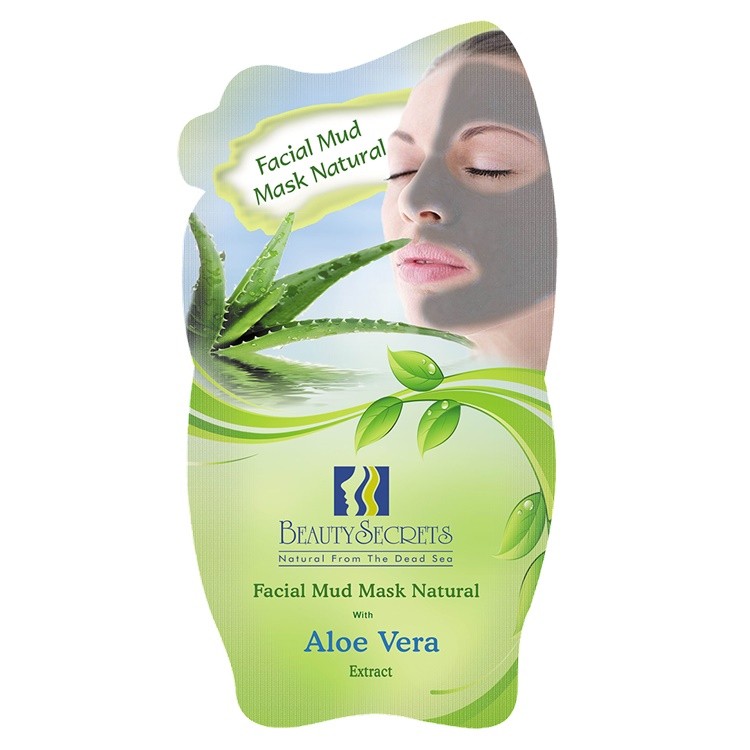 Facial Mud
Mask Natural
BEAUTYSECRETS
Natural From The Dead Sea
Facial Mud Mask Natural
With
Aloe Vera
Extract